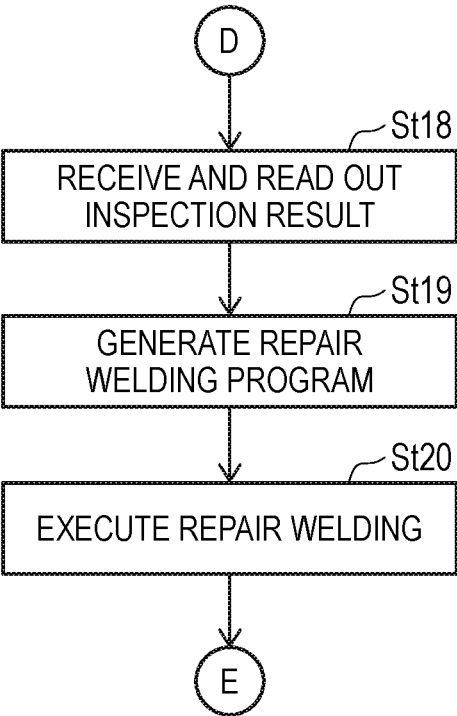 D
St18
RECEIVE AND READ OUT
INSPECTION RESULT
St19
GENERATE REPAIR
WELDING PROGRAM
St20
EXECUTE REPAIR WELDING
E